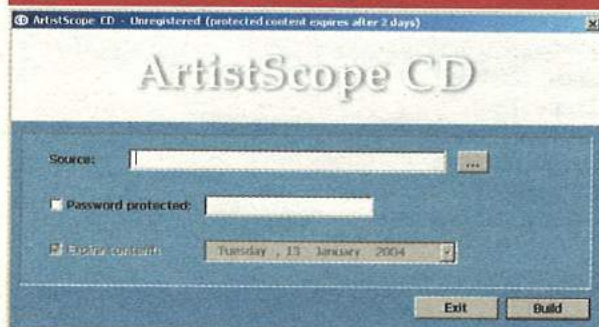 ArtistScope CD - Unregistered (protected content expires after 2 days)
ArtistScope CD
Source:
...
Password protected:
Expire content:
Tuesday , 13 January 2004
Exit
Build